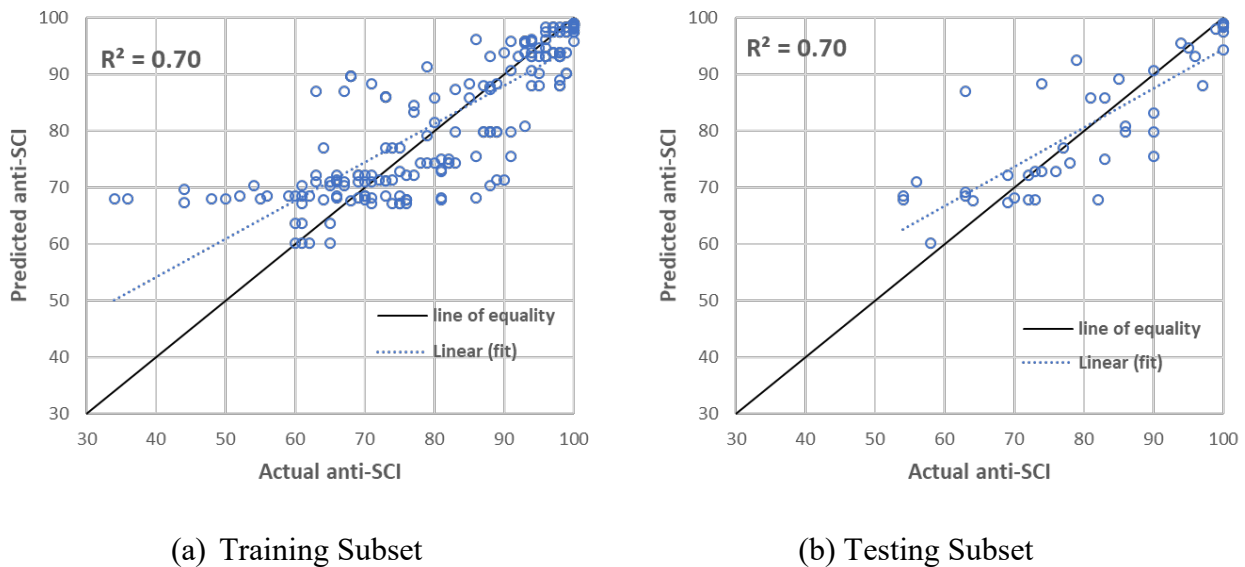 R² = 0.70
Predicted anti-SCI
100
90
80
70
60
50
40
30
line of equality
Linear (fit)
30 40 50 60 70 80 90 100
Actual anti-SCI
(a) Training Subset
R² = 0.70
Predicted anti-SCI
100
90
80
70
60
50
40
30
line of equality
Linear (fit)
30 40 50 60 70 80 90 100
Actual anti-SCI
(b) Testing Subset